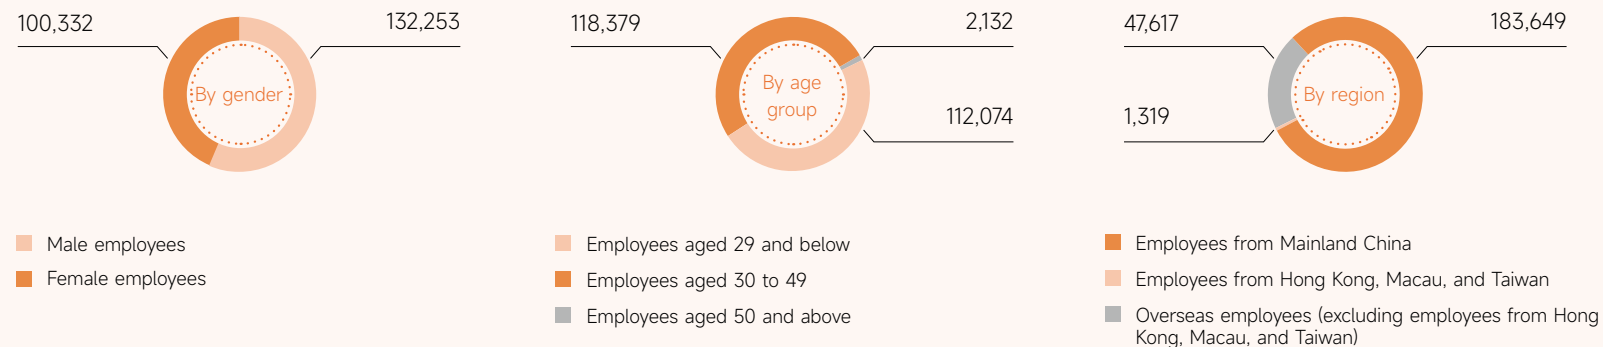 100,332
132,253
By gender
Male employees
Female employees
118,379
2,132
By age
group
112,074
Employees aged 29 and below
Employees aged 30 to 49
Employees aged 50 and above
47,617
183,649
By region
1,319
Employees from Mainland China
Employees from Hong Kong, Macau, and Taiwan
Overseas employees (excluding employees from Hong
Kong, Macau, and Taiwan)